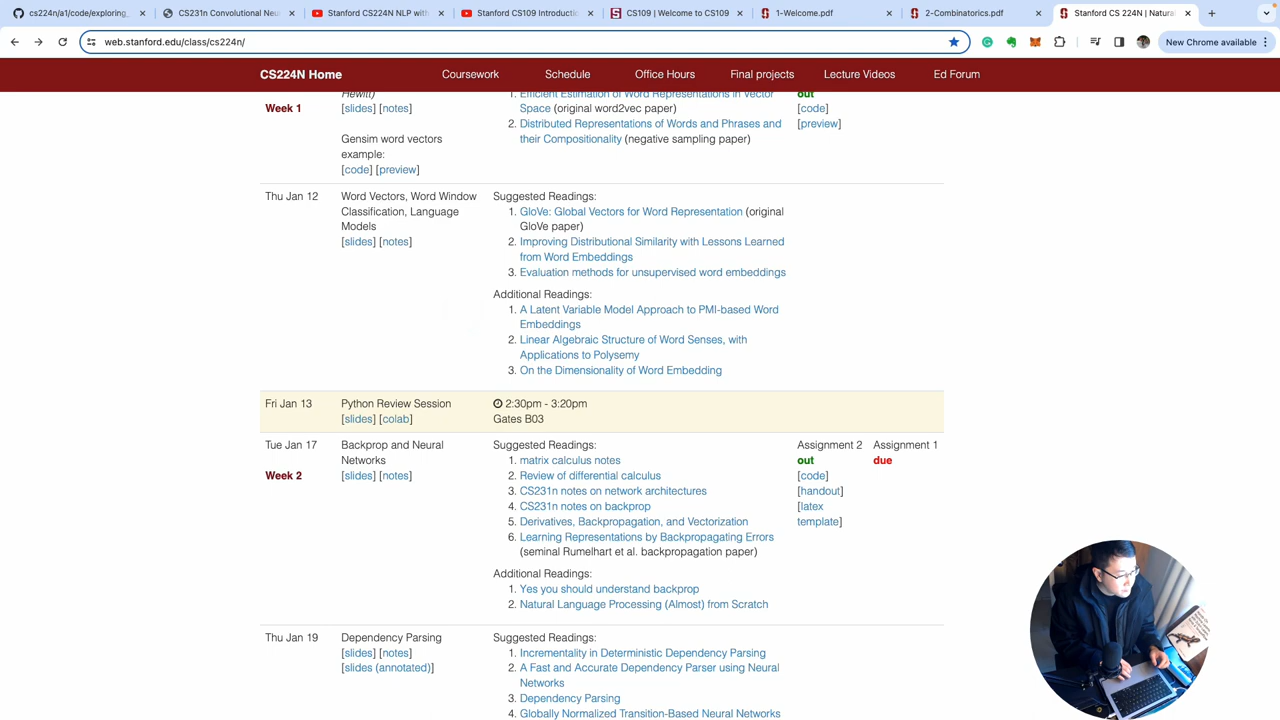 cs224n/a1/code/exploring_
CS231n Convolutional Neu
Stanford CS224N NLP with
Stanford CS109 Introductio
CS109 | Welcome to CS109
1-Welcome.pdf
2-Combinatorics.pdf
Stanford CS 224N | Natura
web.stanford.edu/class/cs224n/
New Chrome available
CS224N Home
Coursework
Schedule
Office Hours
Final projects
Lecture Videos
Ed Forum
Hewitt)
Week 1
[slides] [notes]
Gensim word vectors
example:
[code] [preview]
1. Efficient Estimation of Word Representations in Vector
Space (original word2vec paper)
2. Distributed Representations of Words and Phrases and
their Compositionality (negative sampling paper)
out
[code]
[preview]
Thu Jan 12
Word Vectors, Word Window
Classification, Language
Models
[slides] [notes]
Suggested Readings:
1. GloVe: Global Vectors for Word Representation (original
GloVe paper)
2. Improving Distributional Similarity with Lessons Learned
from Word Embeddings
3. Evaluation methods for unsupervised word embeddings
Additional Readings:
1. A Latent Variable Model Approach to PMI-based Word
Embeddings
2. Linear Algebraic Structure of Word Senses, with
Applications to Polysemy
3. On the Dimensionality of Word Embedding
Fri Jan 13
Python Review Session
[slides] [colab]
2:30pm - 3:20pm
Gates B03
Tue Jan 17
Week 2
Backprop and Neural
Networks
[slides] [notes]
Suggested Readings:
1. matrix calculus notes
2. Review of differential calculus
3. CS231n notes on network architectures
4. CS231n notes on backprop
5. Derivatives, Backpropagation, and Vectorization
6. Learning Representations by Backpropagating Errors
(seminal Rumelhart et al. backpropagation paper)
Additional Readings:
1. Yes you should understand backprop
2. Natural Language Processing (Almost) from Scratch
Assignment 2
out
[code]
[handout]
[latex
template]
Assignment 1
due
Thu Jan 19
Dependency Parsing
[slides] [notes]
[slides (annotated)]
Suggested Readings:
1. Incrementality in Deterministic Dependency Parsing
2. A Fast and Accurate Dependency Parser using Neural
Networks
3. Dependency Parsing
4. Globally Normalized Transition-Based Neural Networks